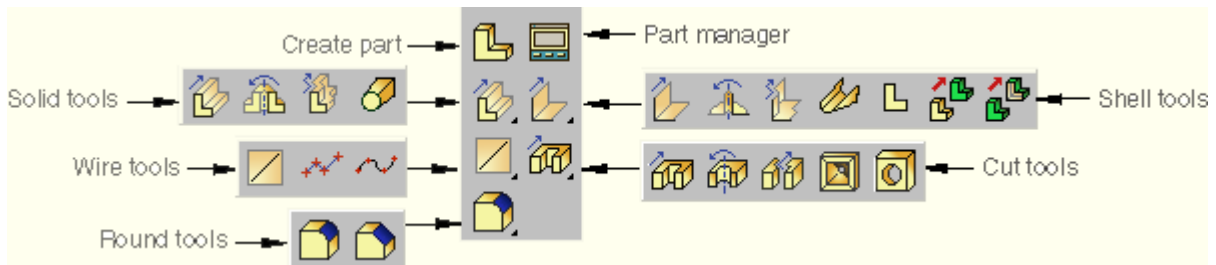 Create part
Part manager
Solid tools
Shell tools
Wire tools
Cut tools
Round tools